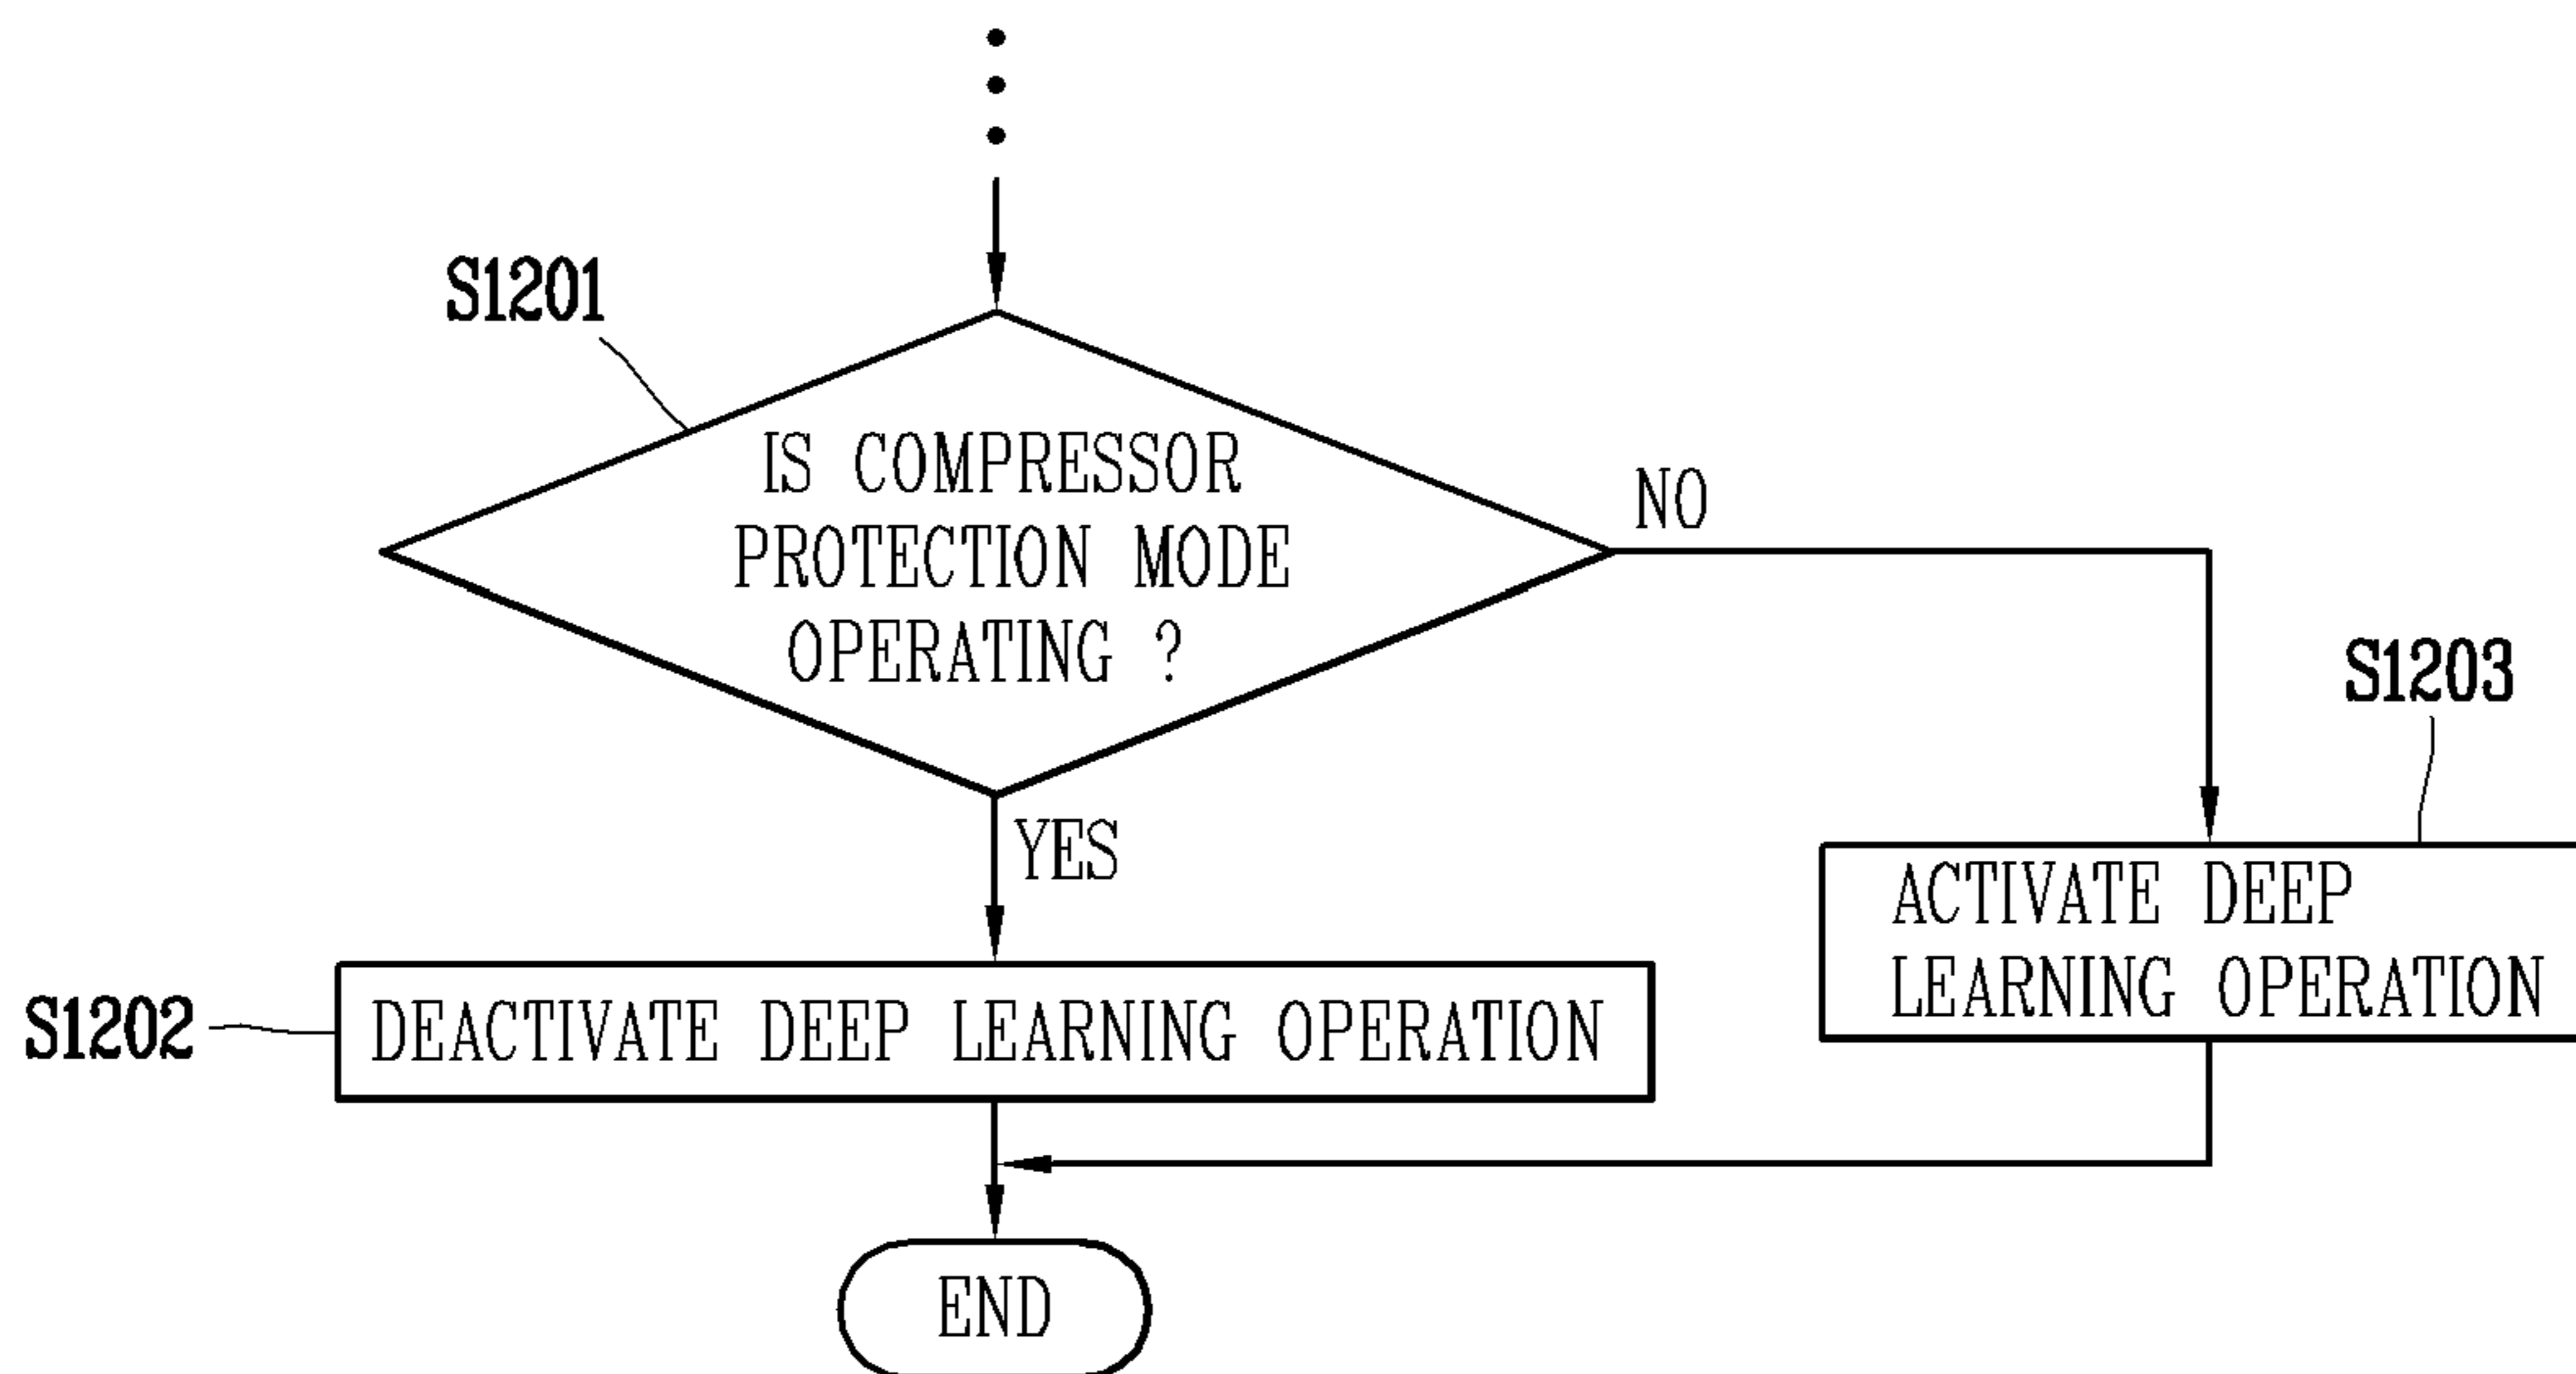 S1201
IS COMPRESSOR
PROTECTION MODE
OPERATING ?
NO
YES
S1203
ACTIVATE DEEP
LEARNING OPERATION
S1202
DEACTIVATE DEEP LEARNING OPERATION
END